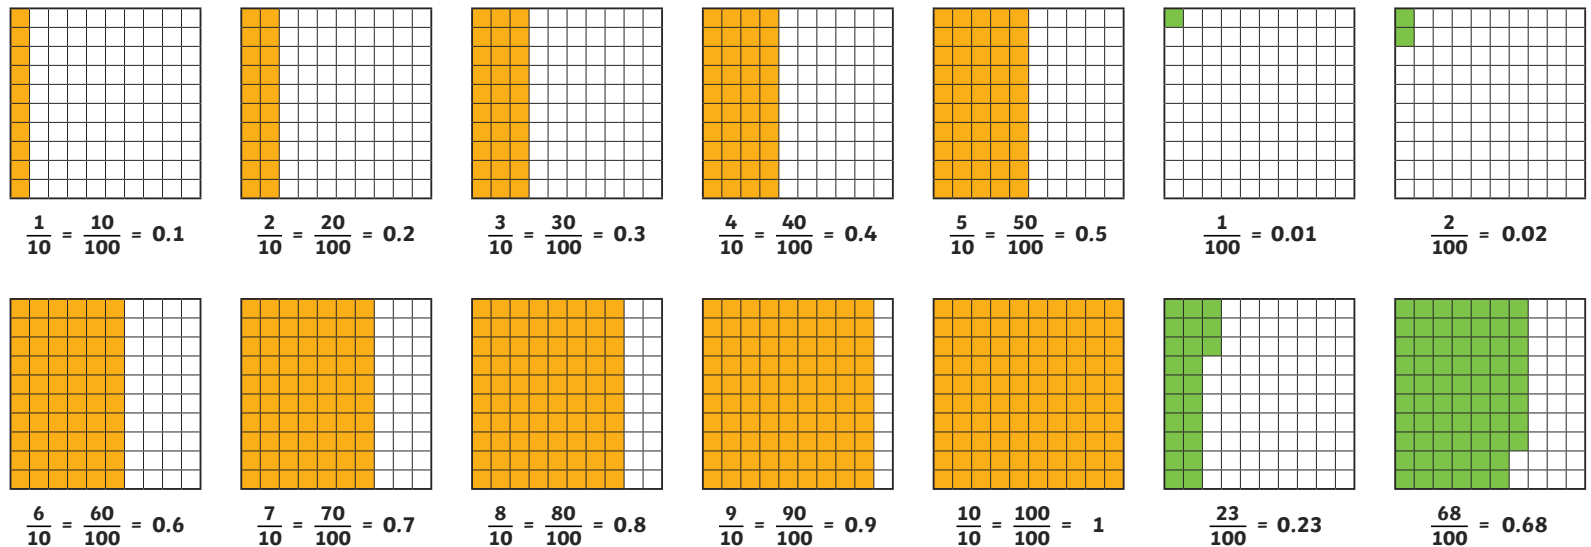 1/10 = 10/100 = 0.1
2/10 = 20/100 = 0.2
3/10 = 30/100 = 0.3
4/10 = 40/100 = 0.4
5/10 = 50/100 = 0.5
1/100 = 0.01
2/100 = 0.02
6/10 = 60/100 = 0.6
7/10 = 70/100 = 0.7
8/10 = 80/100 = 0.8
9/10 = 90/100 = 0.9
10/10 = 100/100 = 1
23/100 = 0.23
68/100 = 0.68